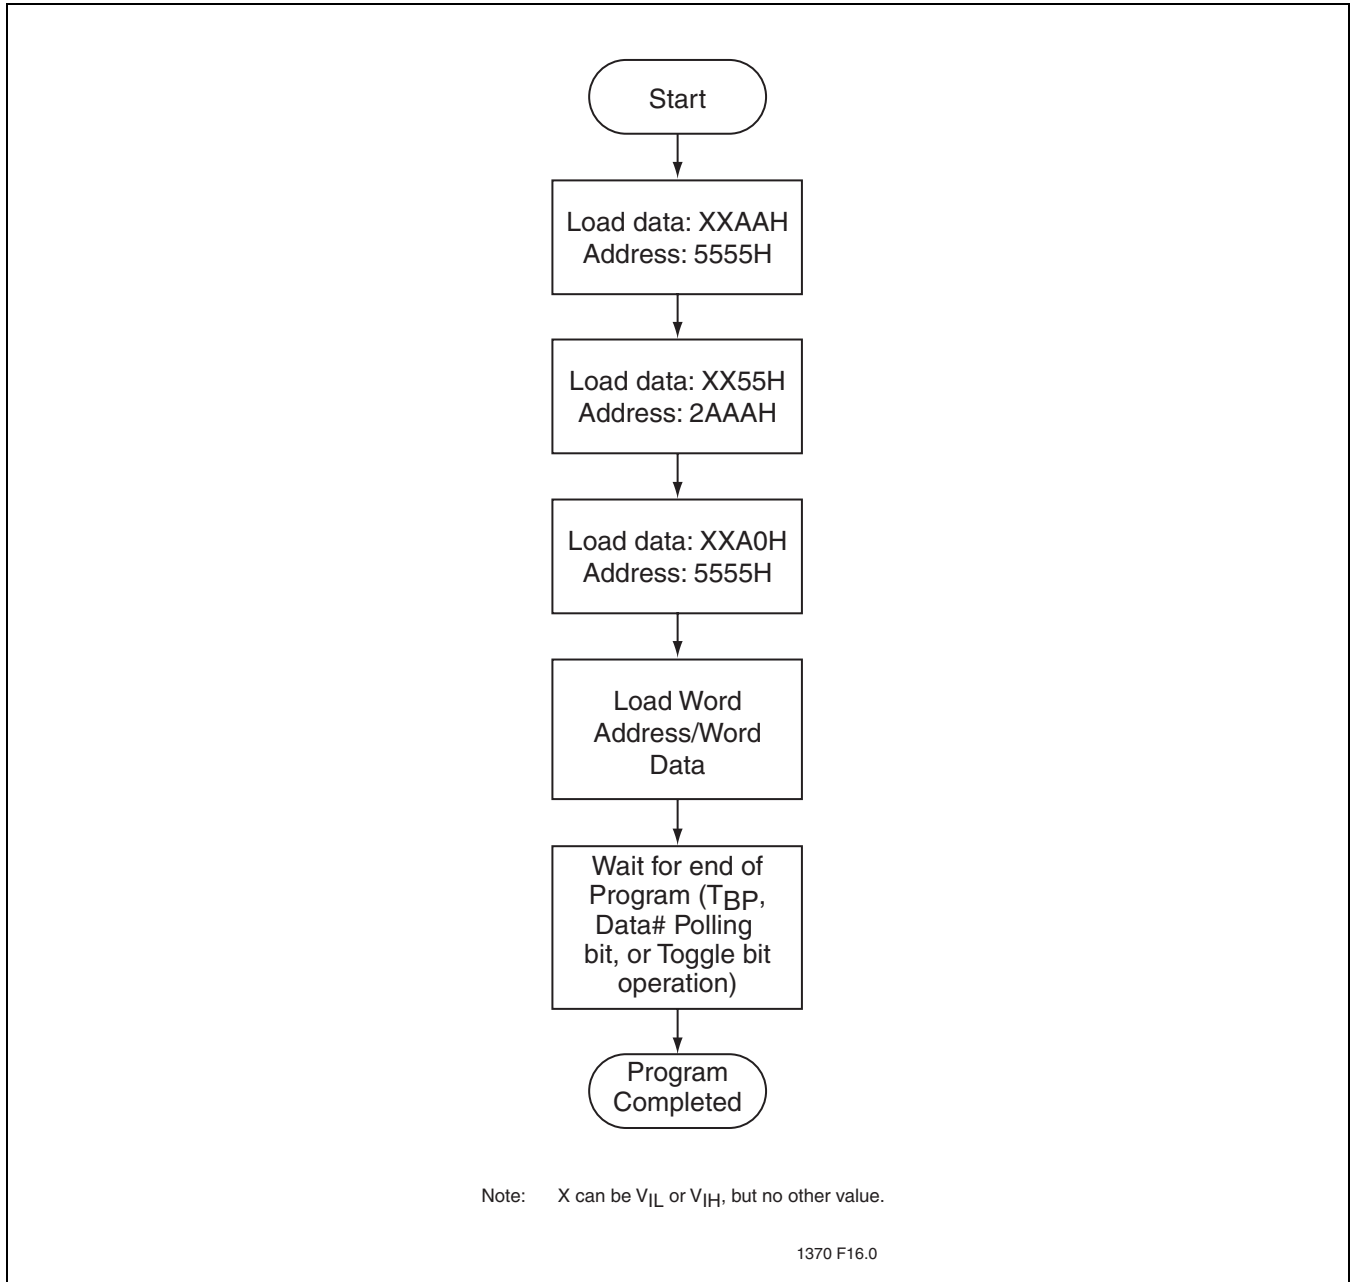 Start
Load data: XXAAH
Address: 5555H
Load data: XX55H
Address: 2AAAH
Load data: XXA0H
Address: 5555H
Load Word
Address/Word
Data
Wait for end of
Program (TBP,
Data# Polling
bit, or Toggle bit
operation)
Program
Completed
Note: X can be VIL or VIH, but no other value.
1370 F16.0